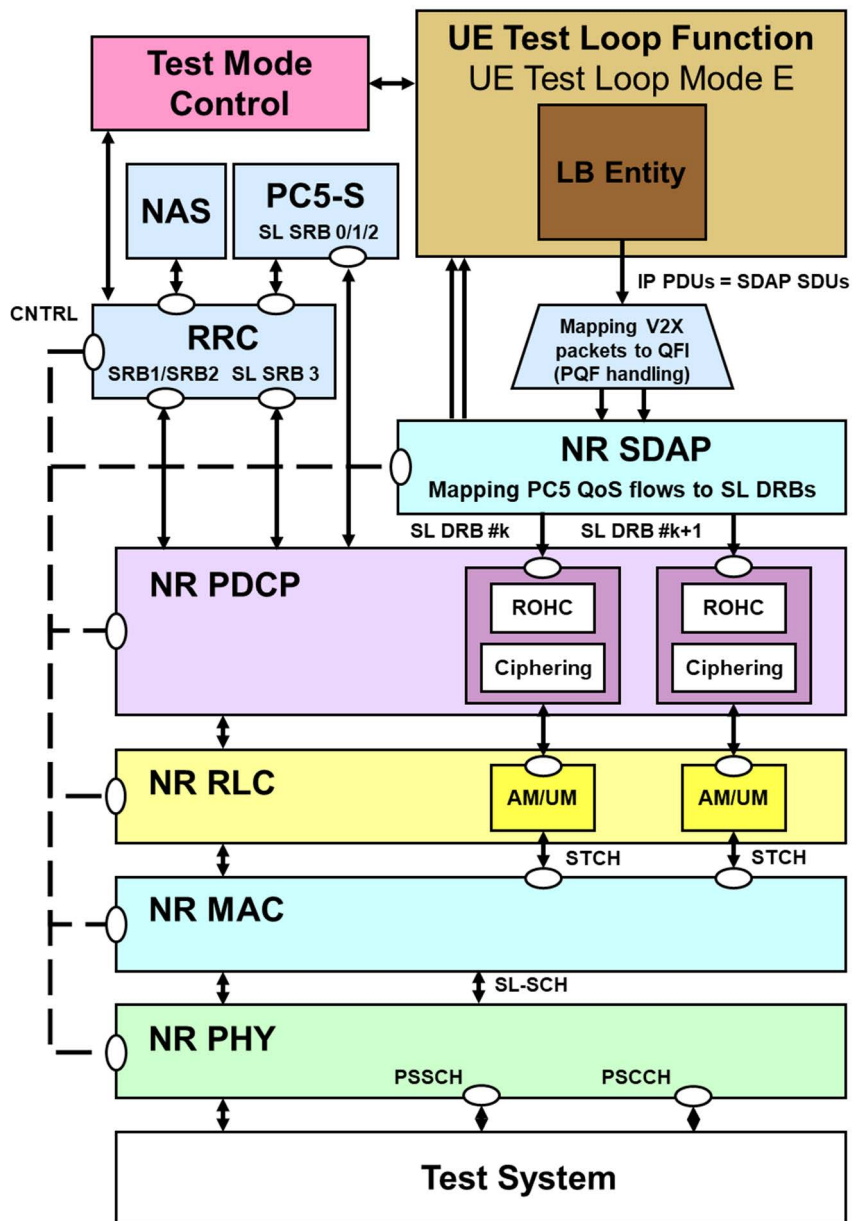 UE Test Loop Function
UE Test Loop Mode E
Test Mode
Control
LB Entity
NAS
PC5-S
SL SRB 0/1/2
IP PDUs = SDAP SDUs
CNTRL
RRC
SRB1/SRB2 SL SRB 3
Mapping V2X
packets to QFI
(PQF handling)
NR SDAP
Mapping PC5 QoS flows to SL DRBs
SL DRB #k
SL DRB #k+1
NR PDCP
ROHC
ROHC
Ciphering
Ciphering
NR RLC
AM/UM
AM/UM
STCH
STCH
NR MAC
SL-SCH
NR PHY
PSSCH
PSCCH
Test System